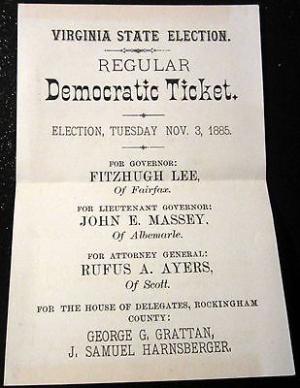 VIRGINIA STATE ELECTION.
REGULAR
Democratic Ticket.
ELECTION, TUESDAY NOV. 3, 1885.
FOR GOVERNOR:
FITZHUGH LEE,
Of Fairfax.
FOR LIEUTENANT GOVERNOR:
JOHN E. MASSEY,
Of Albemarle.
FOR ATTORNEY GENERAL:
RUFUS A. AYERS,
Of Scott.
FOR THE HOUSE OF DELEGATES, ROCKINGHAM
COUNTY:
GEORGE G. GRATTAN,
J. SAMUEL HARNSBERGER.